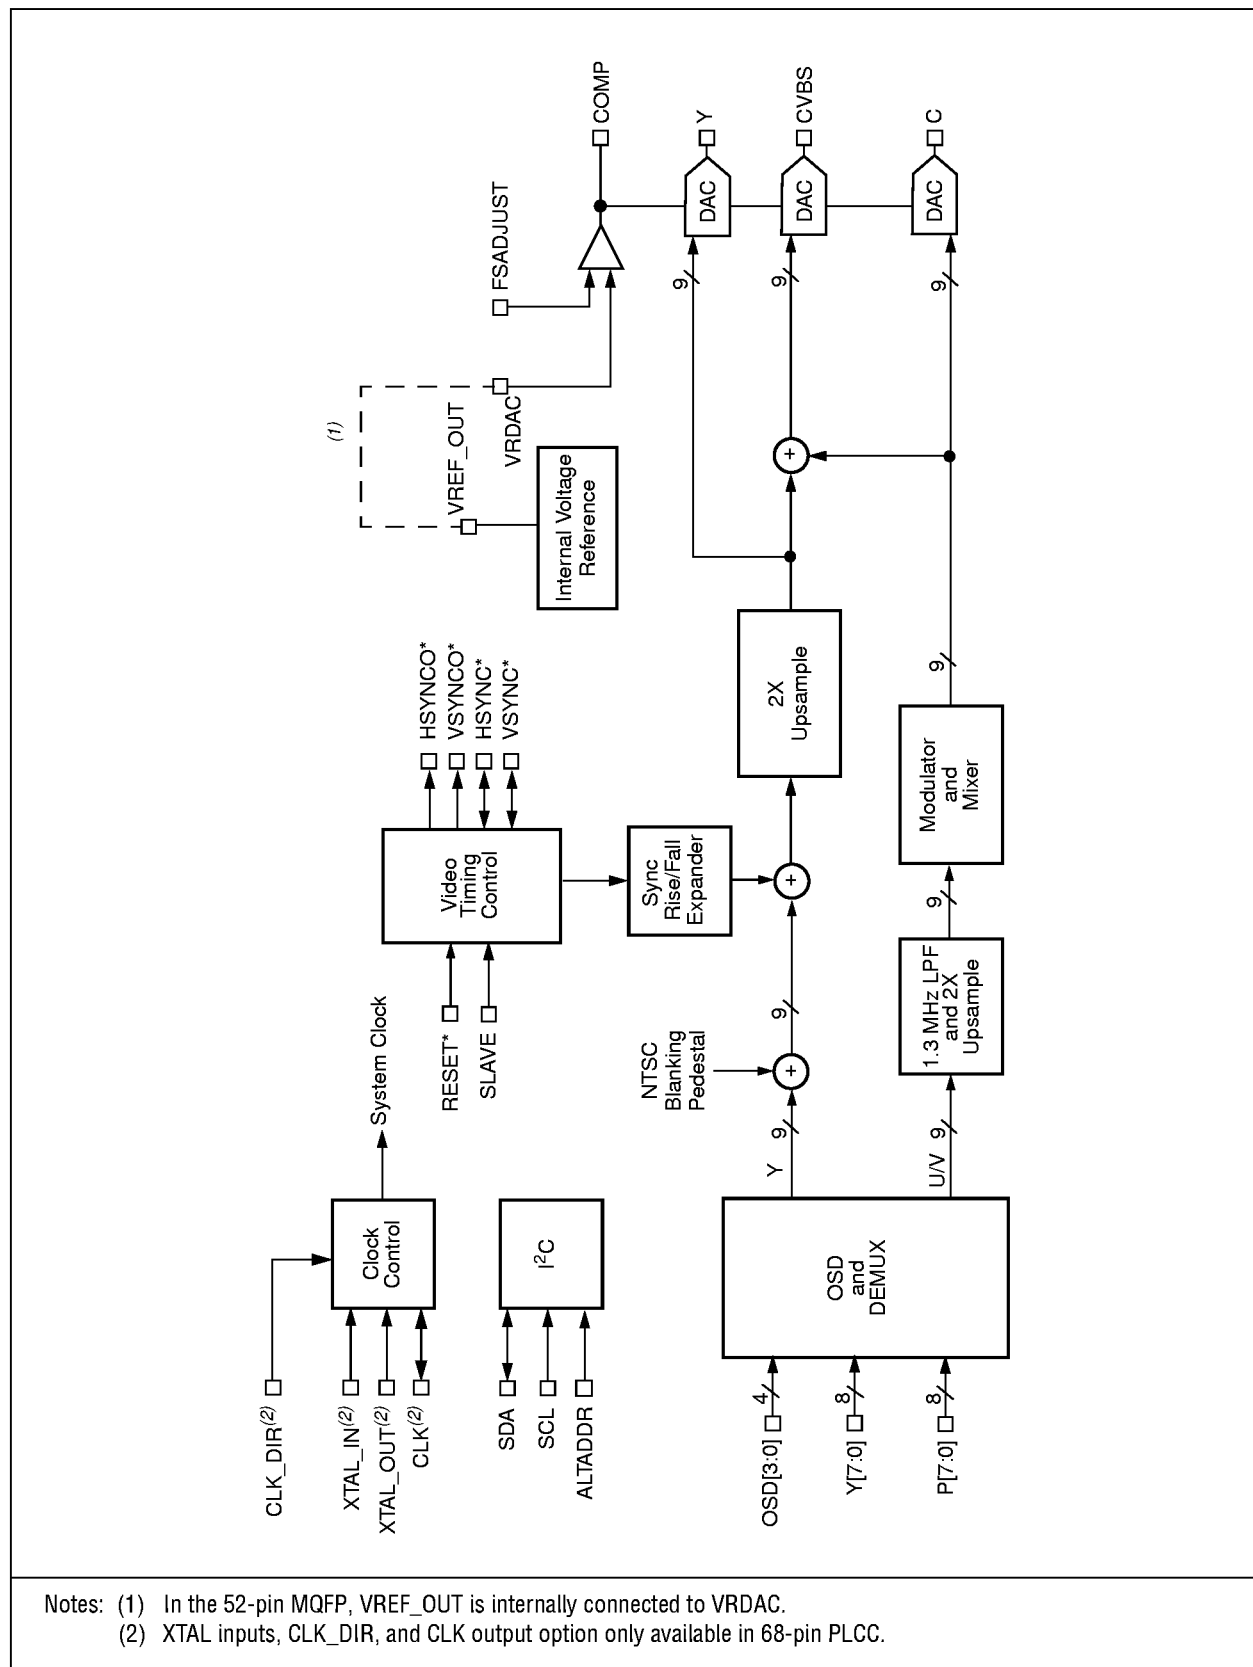 CLK_DIR(2)
XTAL_IN(2)
XTAL_OUT(2)
CLK(2)
Clock
Control
System Clock
SDA
SCL
ALTADDR
I2C
RESET*
SLAVE
Video
Timing
Control
HSYNCO*
VSYNCO*
HSYNC*
VSYNC*
Sync
Rise/Fall
Expander
(1)
VREF_OUT
VRDAC
Internal Voltage
Reference
FSADJUST
COMP
OSD[3:0]
4
Y[7:0]
8
P[7:0]
8
OSD
and
DEMUX
Y
9
NTSC
Blanking
Pedestal
+
9
+
2X
Upsample
+
9
DAC
Y
9
DAC
CVBS
U/V
9
1.3 MHz LPF
and 2X
Upsample
9
Modulator
and
Mixer
9
9
DAC
C
Notes: (1) In the 52-pin MQFP, VREF_OUT is internally connected to VRDAC.
(2) XTAL inputs, CLK_DIR, and CLK output option only available in 68-pin PLCC.